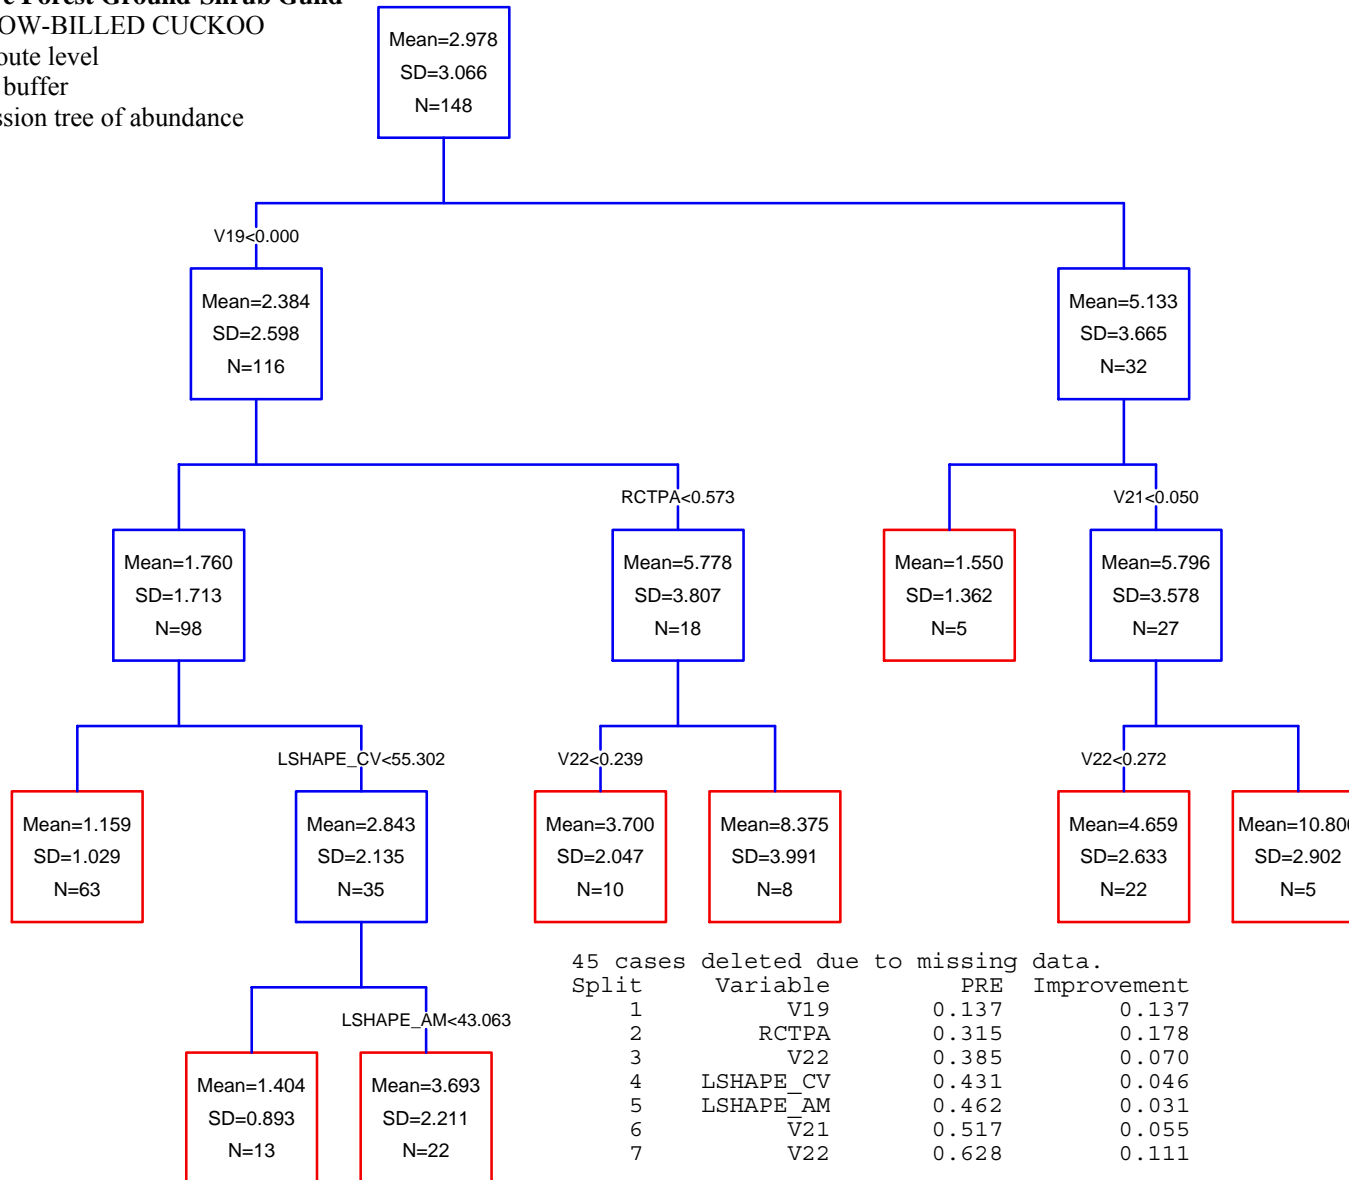 Forest Ground-Shrub Guild
OW-BILLED CUCKOO
oute level
buffer
ssion tree of abundance
Mean=2.978
SD=3.066
N=148
V19<0.000
Mean=2.384
SD=2.598
N=116
Mean=5.133
SD=3.665
N=32
RCTPA<0.573
V21<0.050
Mean=1.760
SD=1.713
N=98
Mean=5.778
SD=3.807
N=18
Mean=1.550
SD=1.362
N=5
Mean=5.796
SD=3.578
N=27
LSHAPE_CV<55.302
V22<0.239
V22<0.272
Mean=1.159
SD=1.029
N=63
Mean=2.843
SD=2.135
N=35
Mean=3.700
SD=2.047
N=10
Mean=8.375
SD=3.991
N=8
Mean=4.659
SD=2.633
N=22
Mean=10.800
SD=2.902
N=5
LSHAPE_AM<43.063
Mean=1.404
SD=0.893
N=13
Mean=3.693
SD=2.211
N=22
45 cases deleted due to missing data.
Split Variable PRE Improvement
1 V19 0.137 0.137
2 RCTPA 0.315 0.178
3 V22 0.385 0.070
4 LSHAPE_CV 0.431 0.046
5 LSHAPE_AM 0.462 0.031
6 V21 0.517 0.055
7 V22 0.628 0.111